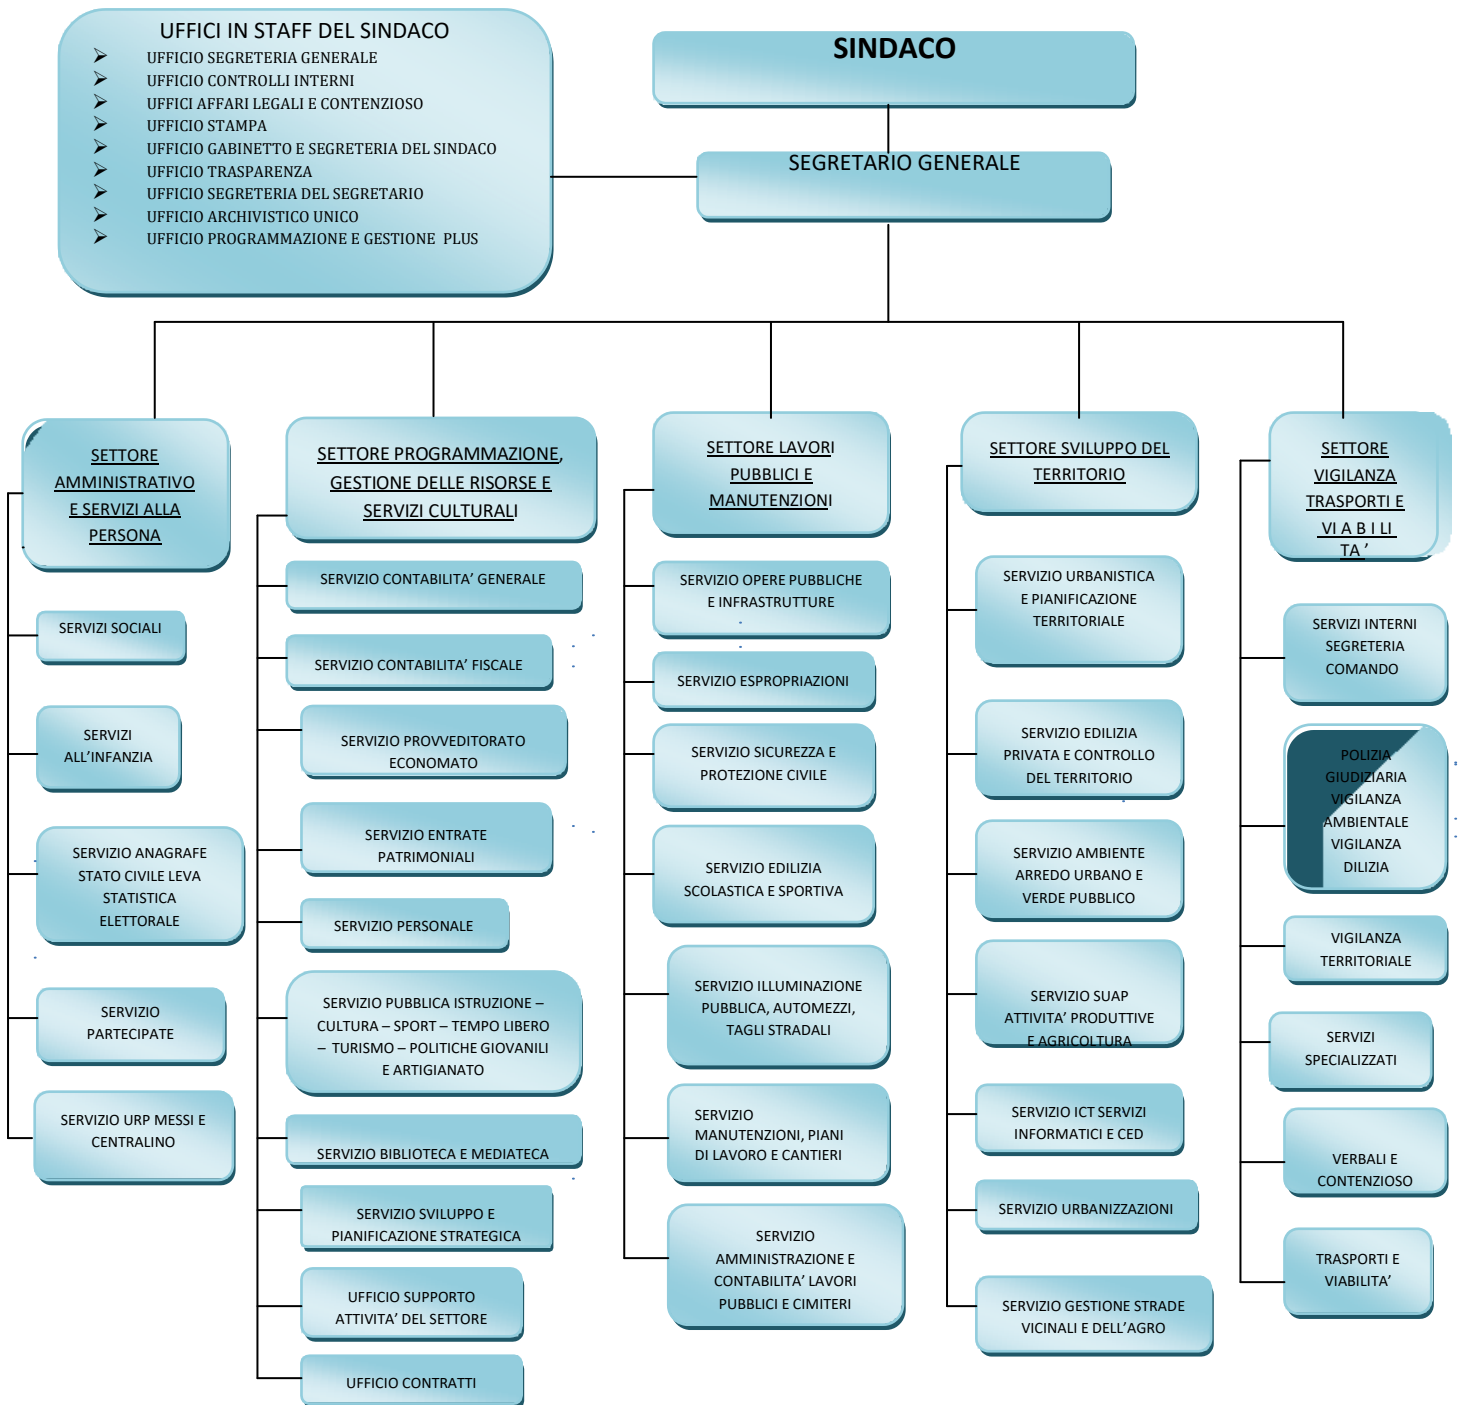 UFFICI IN STAFF DEL SINDACO
➢ UFFICIO SEGRETERIA GENERALE
➢ UFFICIO CONTROLLI INTERNI
➢ UFFICI AFFARI LEGALI E CONTENZIOSO
➢ UFFICIO STAMPA
➢ UFFICIO GABINETTO E SEGRETERIA DEL SINDACO
➢ UFFICIO TRASPARENZA
➢ UFFICIO SEGRETERIA DEL SEGRETARIO
➢ UFFICIO ARCHIVISTICO UNICO
➢ UFFICIO PROGRAMMAZIONE E GESTIONE PLUS
SINDACO
SEGRETARIO GENERALE
SETTORE
AMMINISTRATIVO
E SERVIZI ALLA
PERSONA
SERVIZI SOCIALI
SERVIZI
ALL'INFANZIA
SERVIZIO ANAGRAFE
STATO CIVILE LEVA
STATISTICA
ELETTORALE
SERVIZIO
PARTECIPATE
SERVIZIO URP MESSI E
CENTRALINO
SETTORE PROGRAMMAZIONE,
GESTIONE DELLE RISORSE E
SERVIZI CULTURALI
SERVIZIO CONTABILITA' GENERALE
SERVIZIO CONTABILITA' FISCALE
SERVIZIO PROVVEDITORATO
ECONOMATO
SERVIZIO ENTRATE
PATRIMONIALI
SERVIZIO PERSONALE
SERVIZIO PUBBLICA ISTRUZIONE –
CULTURA – SPORT – TEMPO LIBERO
– TURISMO – POLITICHE GIOVANILI
E ARTIGIANATO
SERVIZIO BIBLIOTECA E MEDIATECA
SERVIZIO SVILUPPO E
PIANIFICAZIONE STRATEGICA
UFFICIO SUPPORTO
ATTIVITA' DEL SETTORE
UFFICIO CONTRATTI
SETTORE LAVORI
PUBBLICI E
MANUTENZIONI
SERVIZIO OPERE PUBBLICHE
E INFRASTRUTTURE
SERVIZIO ESPROPRIAZIONI
SERVIZIO SICUREZZA E
PROTEZIONE CIVILE
SERVIZIO EDILIZIA
SCOLASTICA E SPORTIVA
SERVIZIO ILLUMINAZIONE
PUBBLICA, AUTOMEZZI,
TAGLI STRADALI
SERVIZIO
MANUTENZIONI, PIANI
DI LAVORO E CANTIERI
SERVIZIO
AMMINISTRAZIONE E
CONTABILITA' LAVORI
PUBBLICI E CIMITERI
SETTORE SVILUPPO DEL
TERRITORIO
SERVIZIO URBANISTICA
E PIANIFICAZIONE
TERRITORIALE
SERVIZIO EDILIZIA
PRIVATA E CONTROLLO
DEL TERRITORIO
SERVIZIO AMBIENTE
ARREDO URBANO E
VERDE PUBBLICO
SERVIZIO SUAP
ATTIVITA' PRODUTTIVE
E AGRICOLTURA
SERVIZIO ICT SERVIZI
INFORMATICI E CED
SERVIZIO URBANIZZAZIONI
SERVIZIO GESTIONE STRADE
VICINALI E DELL'AGRO
SETTORE
VIGILANZA
TRASPORTI E
VI A B I LI
TA '
SERVIZI INTERNI
SEGRETERIA
COMANDO
POLIZIA
GIUDIZIARIA
VIGILANZA
AMBIENTALE
VIGILANZA
DILIZIA
VIGILANZA
TERRITORIALE
SERVIZI
SPECIALIZZATI
VERBALI E
CONTENZIOSO
TRASPORTI E
VIABILITA'